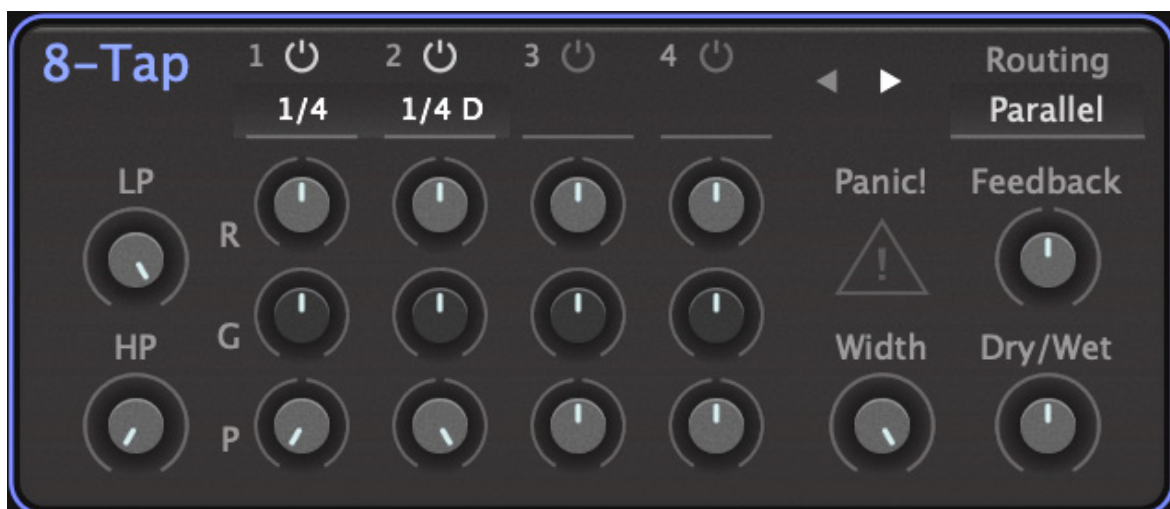 8-Tap
1 2 3 4
1/4 1/4 D
Routing
Parallel
LP
HP
R
G
P
Panic!
!
Feedback
Width
Dry/Wet